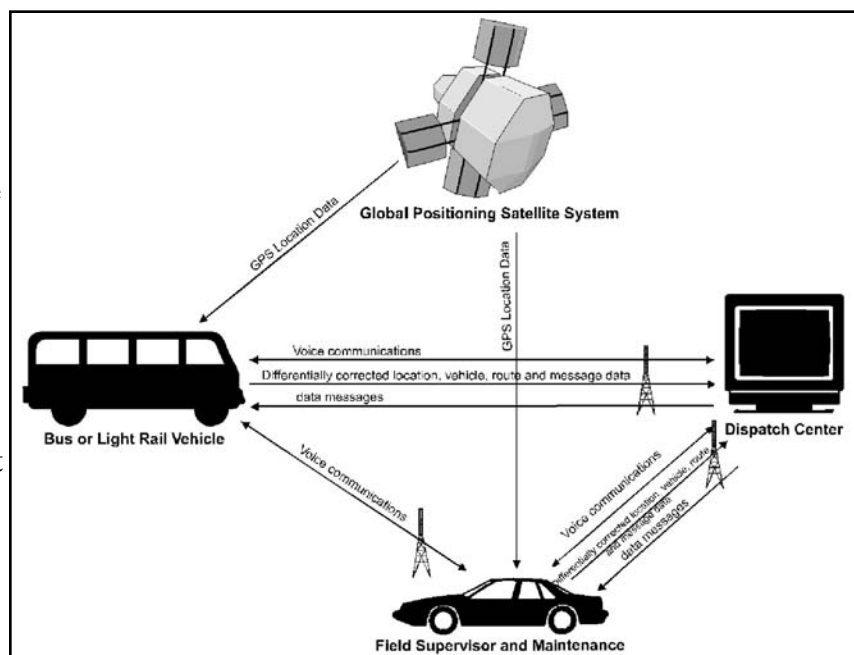 Global Positioning Satellite System
GPS Location Data
GPS Location Data
Voice communications
Differentially corrected location, vehicle, route and message data
data messages
Bus or Light Rail Vehicle
Dispatch Center
Voice communications
Voice communications
Differentially corrected location, vehicle, route
and message data
data messages
Field Supervisor and Maintenance